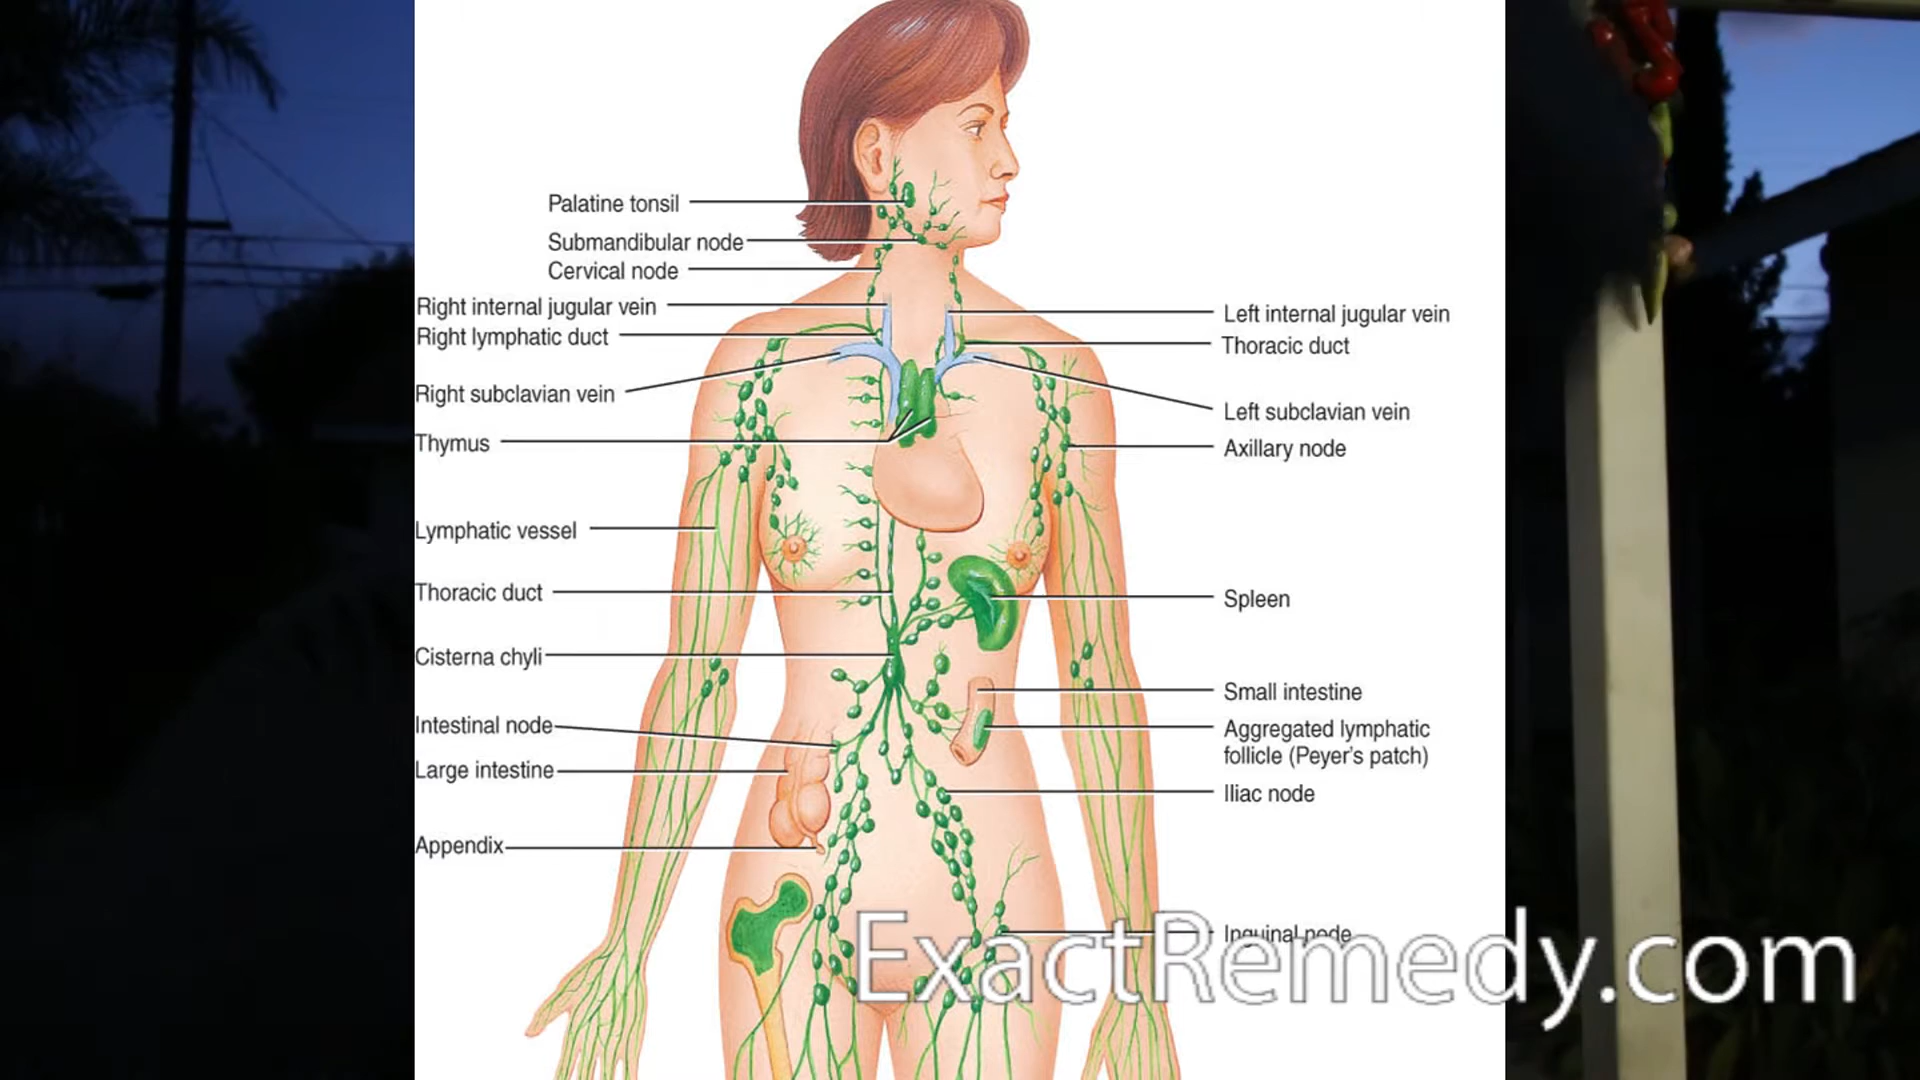 Palatine tonsil
Submandibular node
Cervical node
Right internal jugular vein
Right lymphatic duct
Right subclavian vein
Thymus
Lymphatic vessel
Thoracic duct
Cisterna chyli
Intestinal node
Large intestine
Appendix
Left internal jugular vein
Thoracic duct
Left subclavian vein
Axillary node
Spleen
Small intestine
Aggregated lymphatic
follicle (Peyer's patch)
Iliac node
Inguinal node
ExactRemedy.com